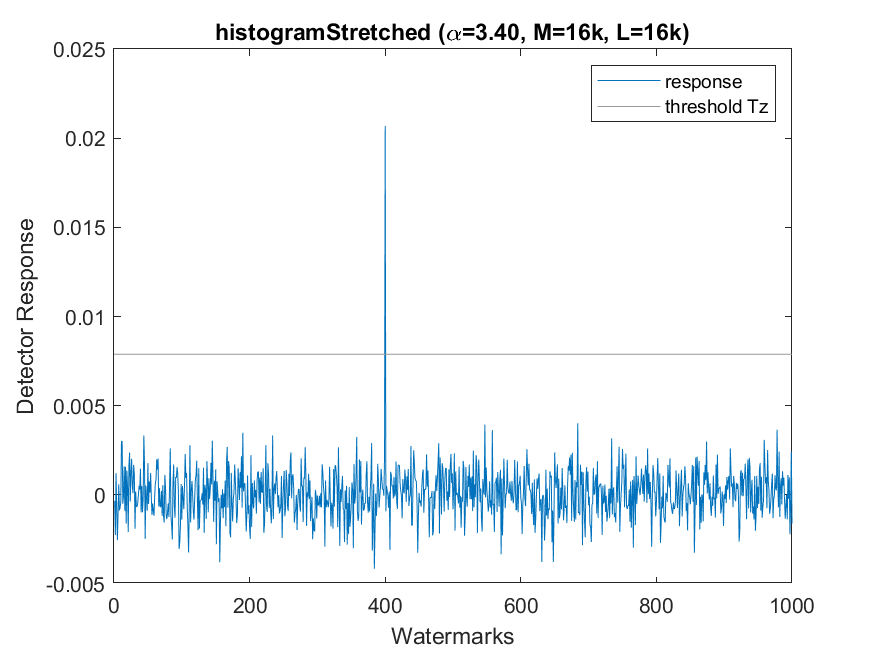 histogramStretched (α=3.40, M=16k, L=16k)
response
threshold Tz
0.025
0.02
0.015
0.01
0.005
0
-0.005
Detector Response
0 200 400 600 800 1000
Watermarks